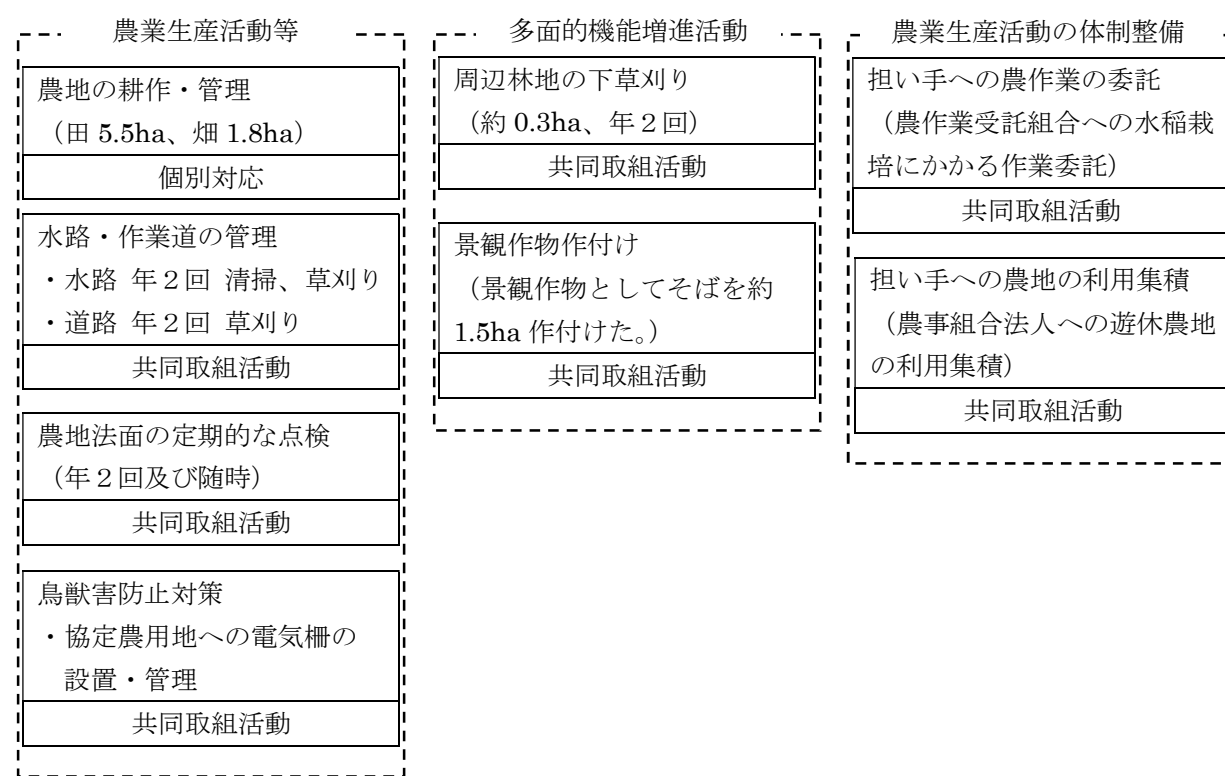 農業生産活動等
農地の耕作・管理
（田 5.5ha、畑 1.8ha）
個別対応
水路・作業道の管理
・水路 年２回 清掃、草刈り
・道路 年２回 草刈り
共同取組活動
農地法面の定期的な点検
（年２回及び随時）
共同取組活動
鳥獣害防止対策
・協定農用地への電気柵の
設置・管理
共同取組活動
多面的機能増進活動
周辺林地の下草刈り
（約 0.3ha、年２回）
共同取組活動
景観作物作付け
（景観作物としてそばを約
1.5ha 作付けた。）
共同取組活動
農業生産活動の体制整備
担い手への農作業の委託
（農作業受託組合への水稲栽
培にかかる作業委託）
共同取組活動
担い手への農地の利用集積
（農事組合法人への遊休農地
の利用集積）
共同取組活動